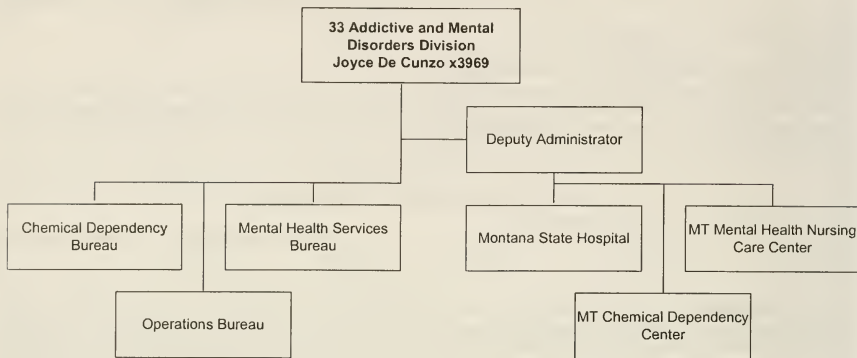 33 Addictive and Mental
Disorders Division
Joyce De Cunzo x3969
Deputy Administrator
Chemical Dependency
Bureau
Mental Health Services
Bureau
Montana State Hospital
MT Mental Health Nursing
Care Center
Operations Bureau
MT Chemical Dependency
Center